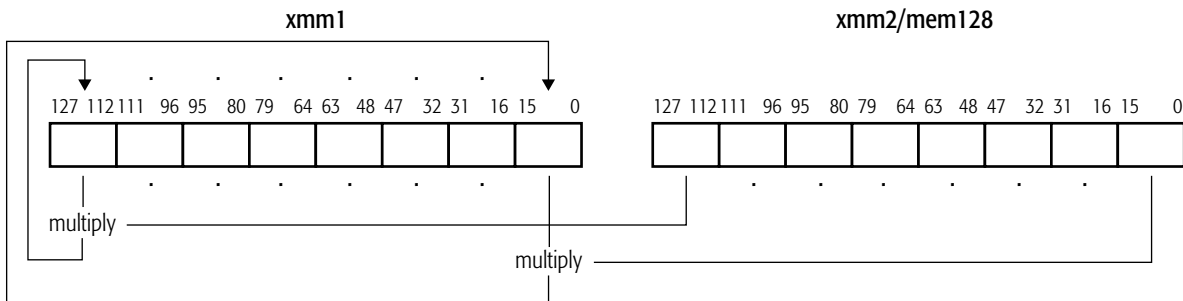 xmm1 xmm2/mem128
127 112 111 96 95 80 79 64 63 48 47 32 31 16 15 0 127 112 111 96 95 80 79 64 63 48 47 32 31 16 15 0
multiply
multiply